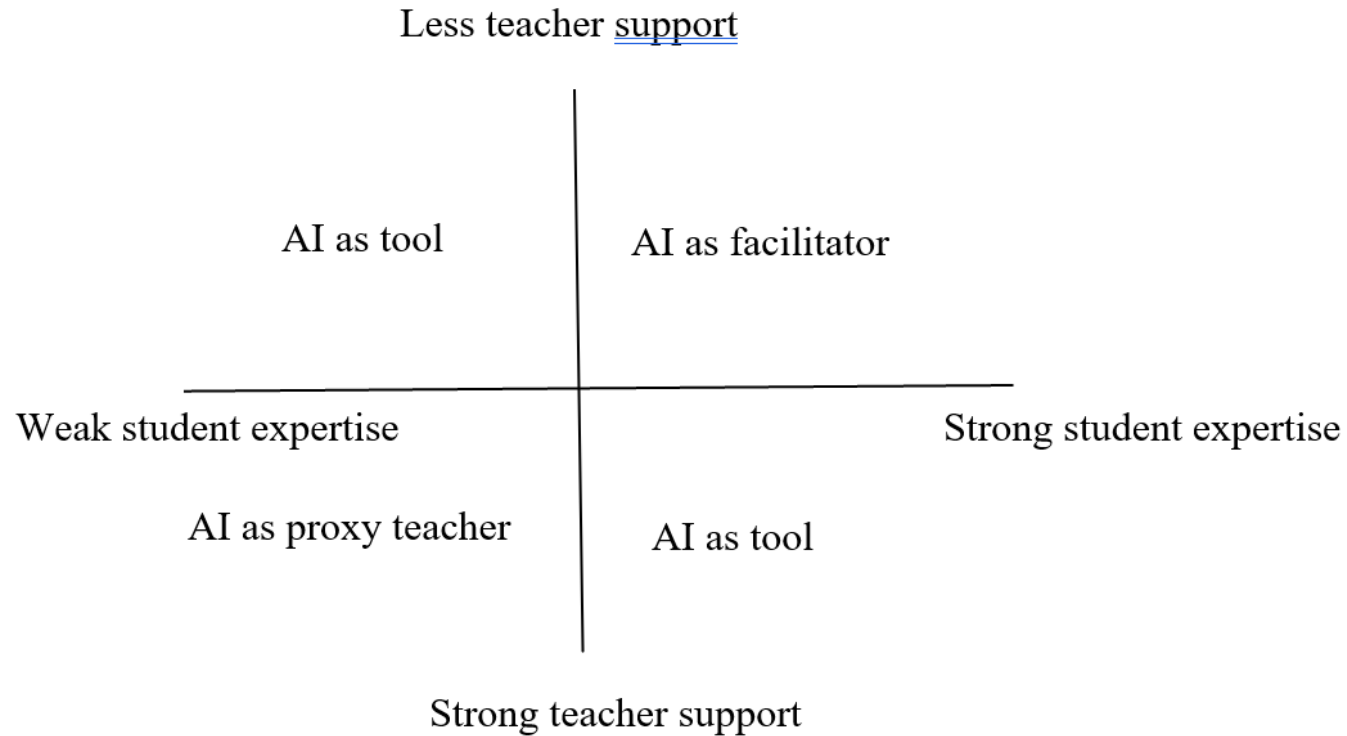 Less teacher support
AI as tool
AI as facilitator
Weak student expertise
Strong student expertise
AI as proxy teacher
AI as tool
Strong teacher support